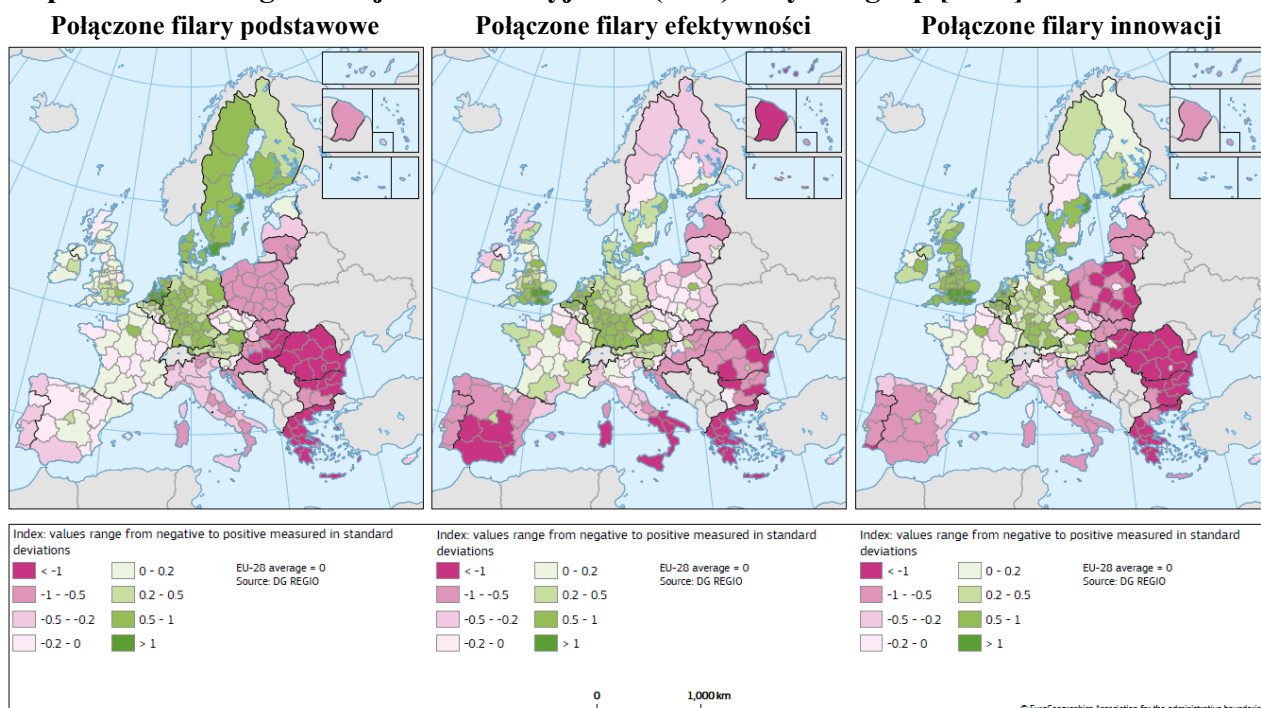 Połączone filary podstawowe
Połączone filary efektywności
Połączone filary innowacji
Index: values range from negative to positive measured in standard
deviations
< -1
0 - 0.2
EU-28 average = 0
-1 - -0.5
0.2 - 0.5
Source: DG REGIO
-0.5 - -0.2
0.5 - 1
-0.2 - 0
> 1
Index: values range from negative to positive measured in standard
deviations
< -1
0 - 0.2
EU-28 average = 0
-1 - -0.5
0.2 - 0.5
Source: DG REGIO
-0.5 - -0.2
0.5 - 1
-0.2 - 0
> 1
Index: values range from negative to positive measured in standard
deviations
< -1
0 - 0.2
EU-28 average = 0
-1 - -0.5
0.2 - 0.5
Source: DG REGIO
-0.5 - -0.2
0.5 - 1
-0.2 - 0
> 1
0 1,000 km
© EuroGeographics Association for the administrative